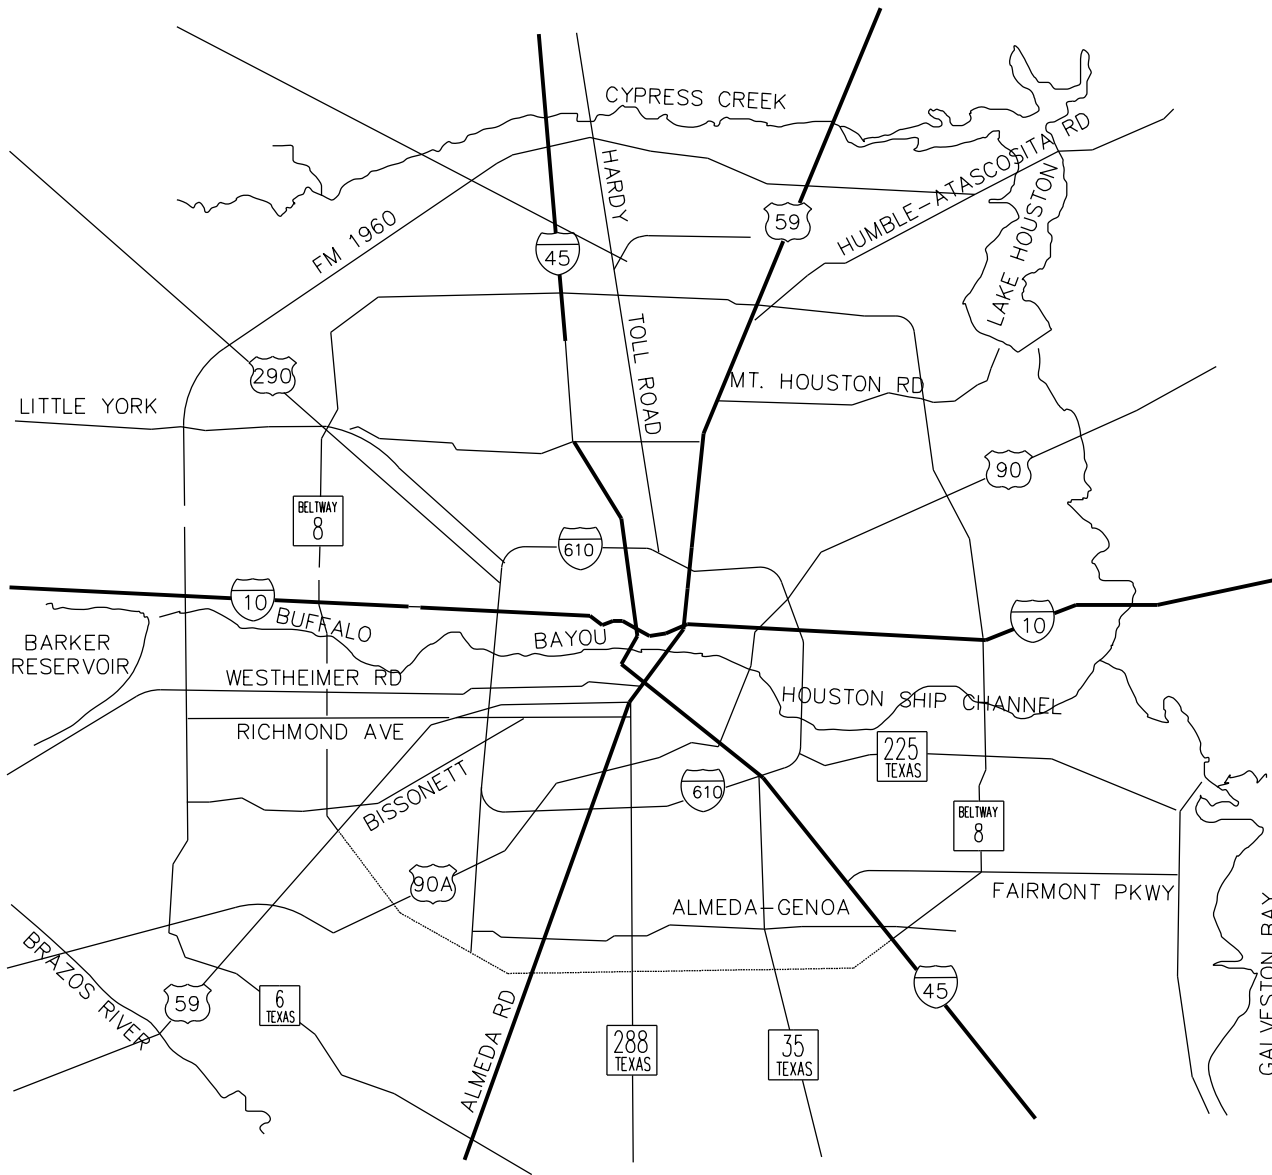 CYPRESS CREEK
HUMBLE-ATASCOSITA RD
HARDY
59
LAKE HOUSTON
FM 1960
45
TOLL ROAD
290
MT. HOUSTON RD
LITTLE YORK
90
BELTWAY
8
610
10
BUFFALO
BAYOU
10
BARKER
RESERVOIR
WESTHEIMER RD
HOUSTON SHIP CHANNEL
RICHMOND AVE
225
TEXAS
BISSONETT
610
BELTWAY
8
90A
FAIRMONT PKWY
ALMEDA-GENOA
GALVESTON BAY
BRAZOS RIVER
59
6
TEXAS
45
ALMEDA RD
288
TEXAS
35
TEXAS